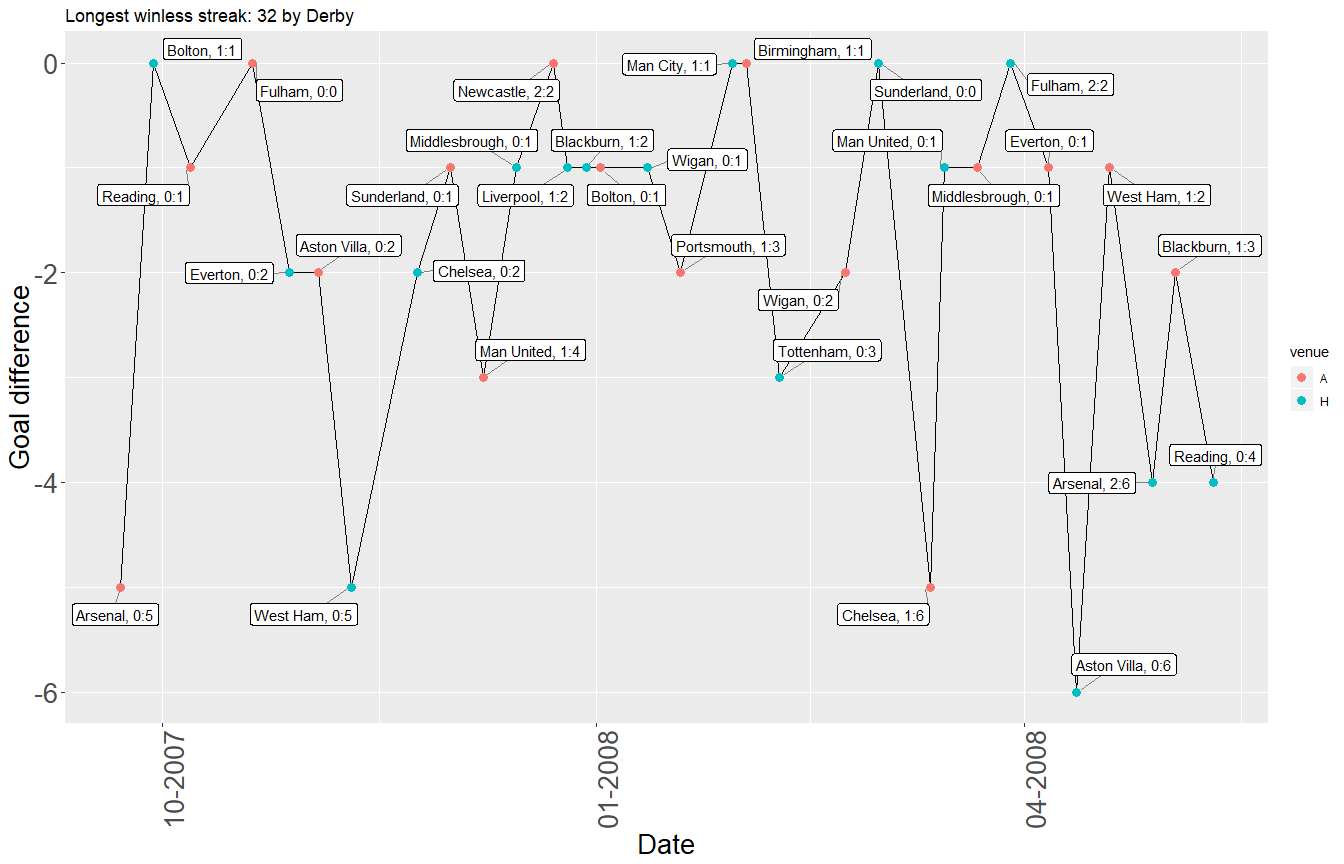 Longest winless streak: 32 by Derby
Goal difference
-0
-2
-4
-6
Bolton, 1:1
Birmingham, 1:1
Man City, 1:1
Fulham, 0:0
Newcastle, 2:2
Sunderland, 0:0
Fulham, 2:2
Middlesbrough, 0:1
Blackburn, 1:2
Man United, 0:1
Everton, 0:1
Wigan, 0:1
Reading, 0:1
Sunderland, 0:1
Liverpool, 1:2
Bolton, 0:1
Middlesbrough, 0:1
West Ham, 1:2
Aston Villa, 0:2
Portsmouth, 1:3
Blackburn, 1:3
Everton, 0:2
Chelsea, 0:2
Wigan, 0:2
Man United, 1:4
Tottenham, 0:3
Reading, 0:4
Arsenal, 2:6
Arsenal, 0:5
West Ham, 0:5
Chelsea, 1:6
Aston Villa, 0:6
10-2007
01-2008
04-2008
Date
venue
A
H